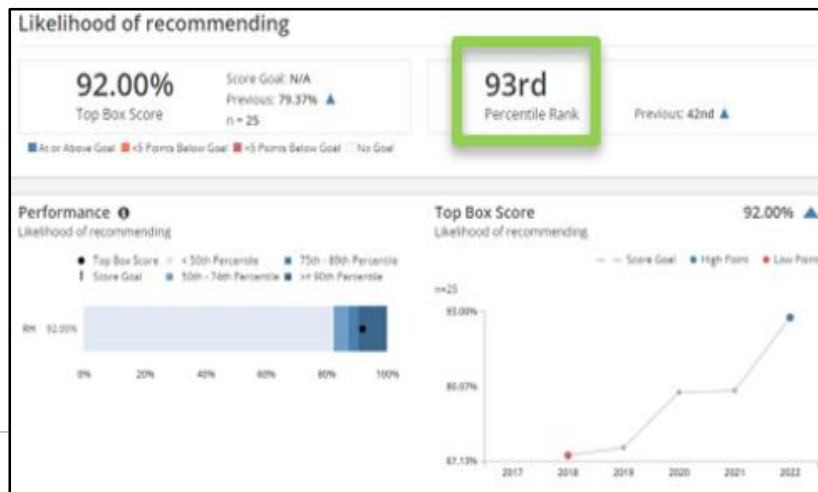 Likelihood of recommending
92.00%
Top Box Score
Score Goal: N/A
Previous: 79.37% ▲
n = 25
93rd
Percentile Rank
Previous: 42nd ▲
At or Above Goal <5 Points Below Goal >5 Points Below Goal No Goal
Performance
Likelihood of recommending
Top Box Score < 50th Percentile 75th - 89th Percentile
Score Goal 50th - 74th Percentile >= 90th Percentile
RH 92.00%
0% 20% 40% 60% 80% 100%
Top Box Score 92.00% ▲
Likelihood of recommending
Score Goal High Point Low Point
n=25
93.00%
80.07%
67.13%
2017 2018 2019 2020 2021 2022